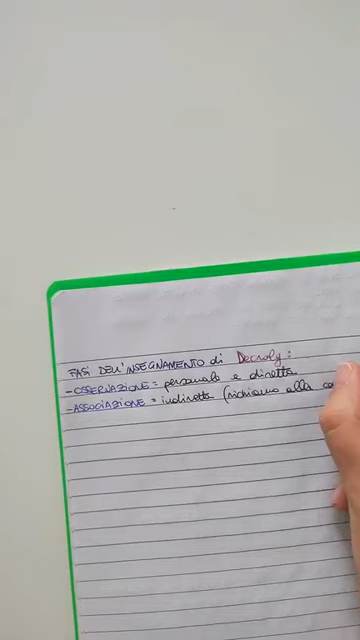 FASI DELL'INSEGNAMENTO di Decroly:
- OSSERVAZIONE = personale e diretta
- ASSOCIAZIONE = indiretta (richiamo alla